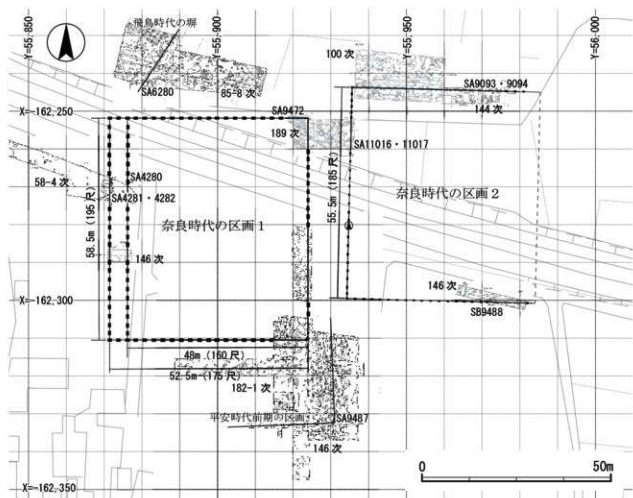 Y=55,850
Y=55,900
Y=55,950
Y=56,000
飛鳥時代の塀
100 次
SA6280
85-8 次
SA9093・9094
X=-162,250
SA9472
144 次
189 次
SA11016・11017
58-4 次
SA4280
SA4281・4282
奈良時代の区画 1
奈良時代の区画 2
58.5m (195 尺)
55.5m (185 尺)
146 次
146 次
X=-162,300
SB9488
48m (160 尺)
52.5m (175 尺)
182-1 次
平安時代前期の区画
SA9487
146 次
0
50m
X=-162,350